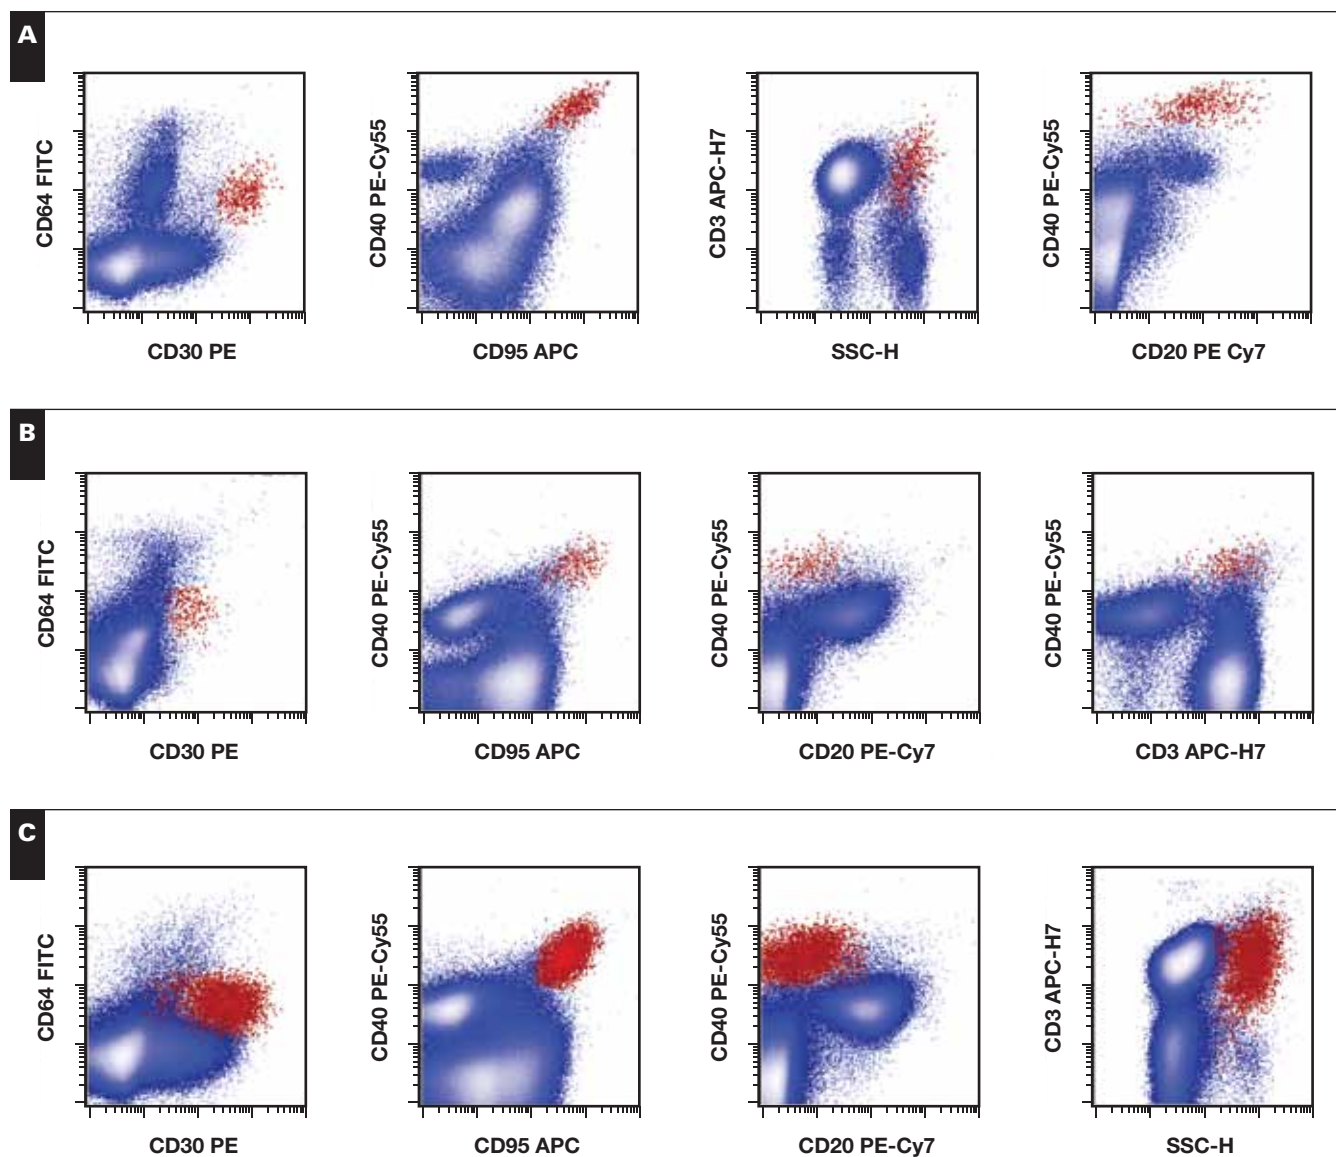 A
CD64 FITC
CD30 PE
CD40 PE-Cy55
CD95 APC
CD3 APC-H7
SSC-H
CD40 PE-Cy55
CD20 PE Cy7
B
CD64 FITC
CD30 PE
CD40 PE-Cy55
CD95 APC
CD40 PE-Cy55
CD20 PE-Cy7
CD40 PE-Cy55
CD3 APC-H7
C
CD64 FITC
CD30 PE
CD40 PE-Cy55
CD95 APC
CD40 PE-Cy55
CD20 PE-Cy7
CD3 APC-H7
SSC-H